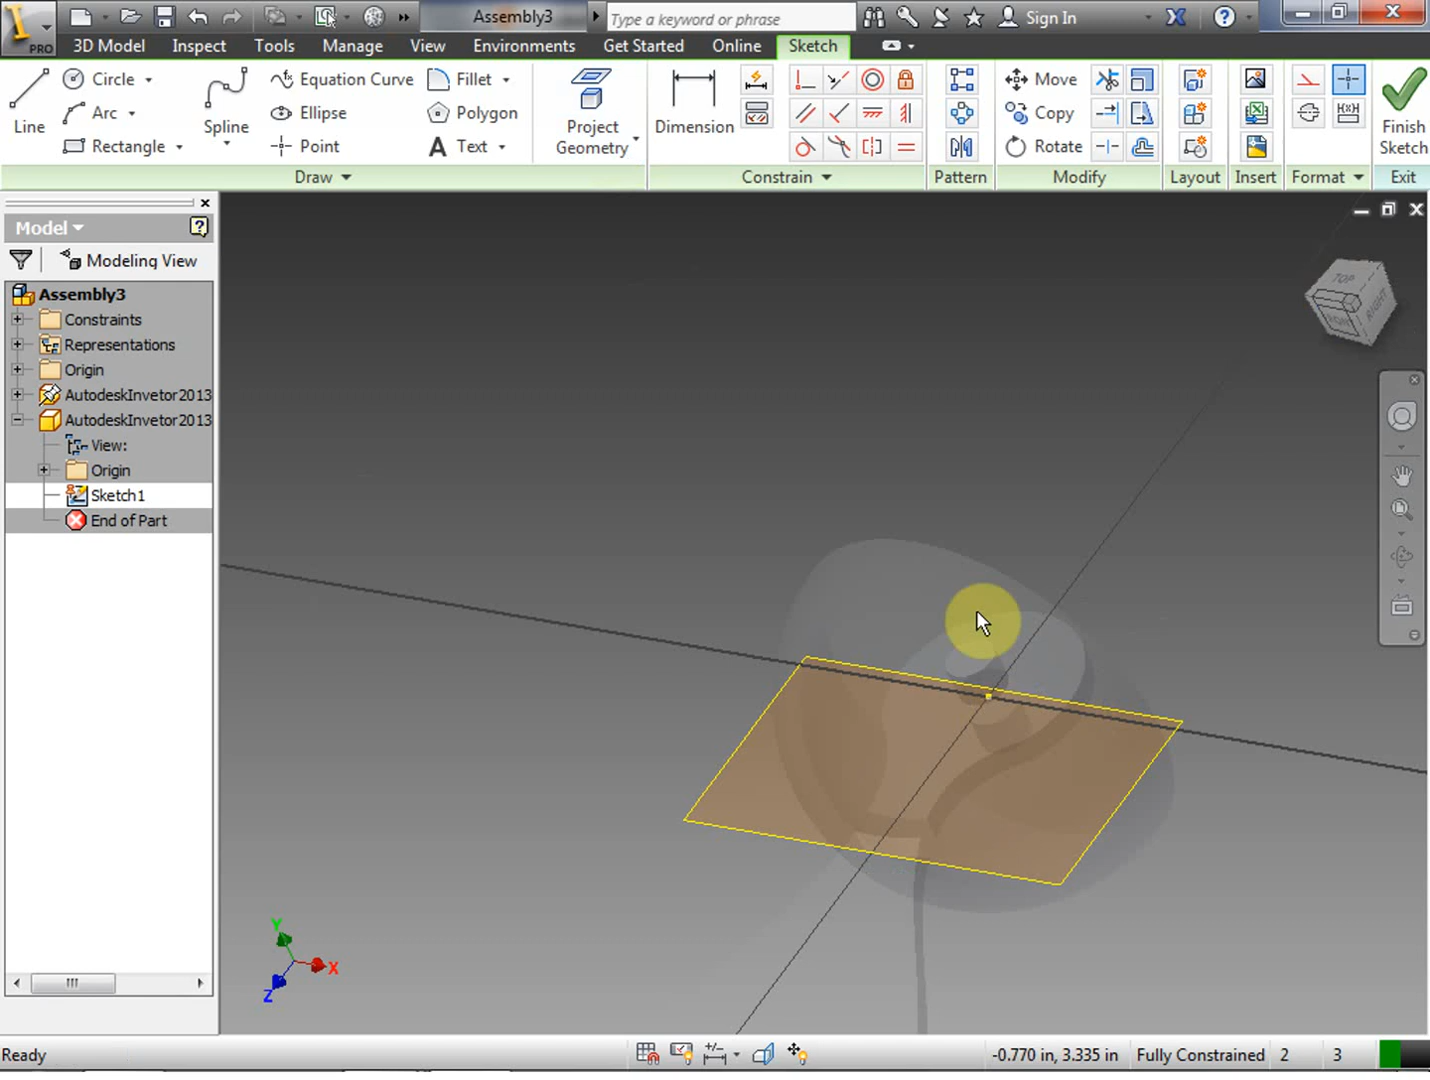 PRO
Assembly3
Type a keyword or phrase
Sign In
3D Model
Inspect
Tools
Manage
View
Environments
Get Started
Online
Sketch
Line
Circle
Arc
Rectangle
Spline
Equation Curve
Ellipse
Point
Fillet
Polygon
A Text
Project
Geometry
Dimension
Move
Copy
Rotate
Finish
Sketch
Draw
Constrain
Pattern
Modify
Layout
Insert
Format
Exit
Model
Modeling View
Assembly3
Constraints
Representations
Origin
AutodeskInvetor2013
AutodeskInvetor2013
View:
Origin
Sketch1
End of Part
TOP
RIGHT
Y
X
Z
Ready
-0.770 in, 3.335 in
Fully Constrained
2
3